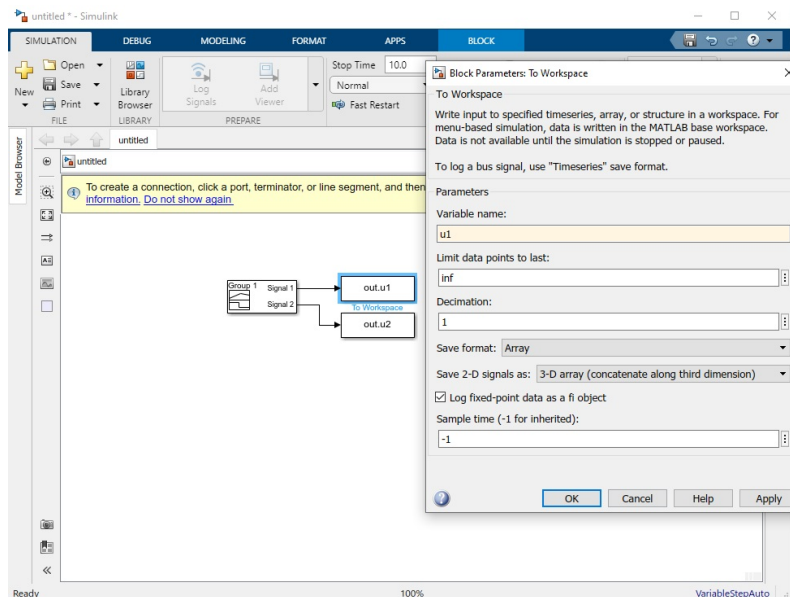 untitled * - Simulink
SIMULATION DEBUG MODELING FORMAT APPS BLOCK
New
Open
Save
Print
FILE
Library
Browser
LIBRARY
Log
Signals
Add
Viewer
PREPARE
Stop Time 10.0
Normal
Fast Restart
Model Browser
untitled
untitled
To create a connection, click a port, terminator, or line segment, and then
information. Do not show again
Group 1
Signal 1
Signal 2
out.u1
To Workspace
out.u2
Block Parameters: To Workspace
To Workspace
Write input to specified timeseries, array, or structure in a workspace. For
menu-based simulation, data is written in the MATLAB base workspace.
Data is not available until the simulation is stopped or paused.
To log a bus signal, use "Timeseries" save format.
Parameters
Variable name:
u1
Limit data points to last:
inf
Decimation:
1
Save format: Array
Save 2-D signals as: 3-D array (concatenate along third dimension)
Log fixed-point data as a fi object
Sample time (-1 for inherited):
-1
OK Cancel Help Apply
Ready 100% VariableStepAuto